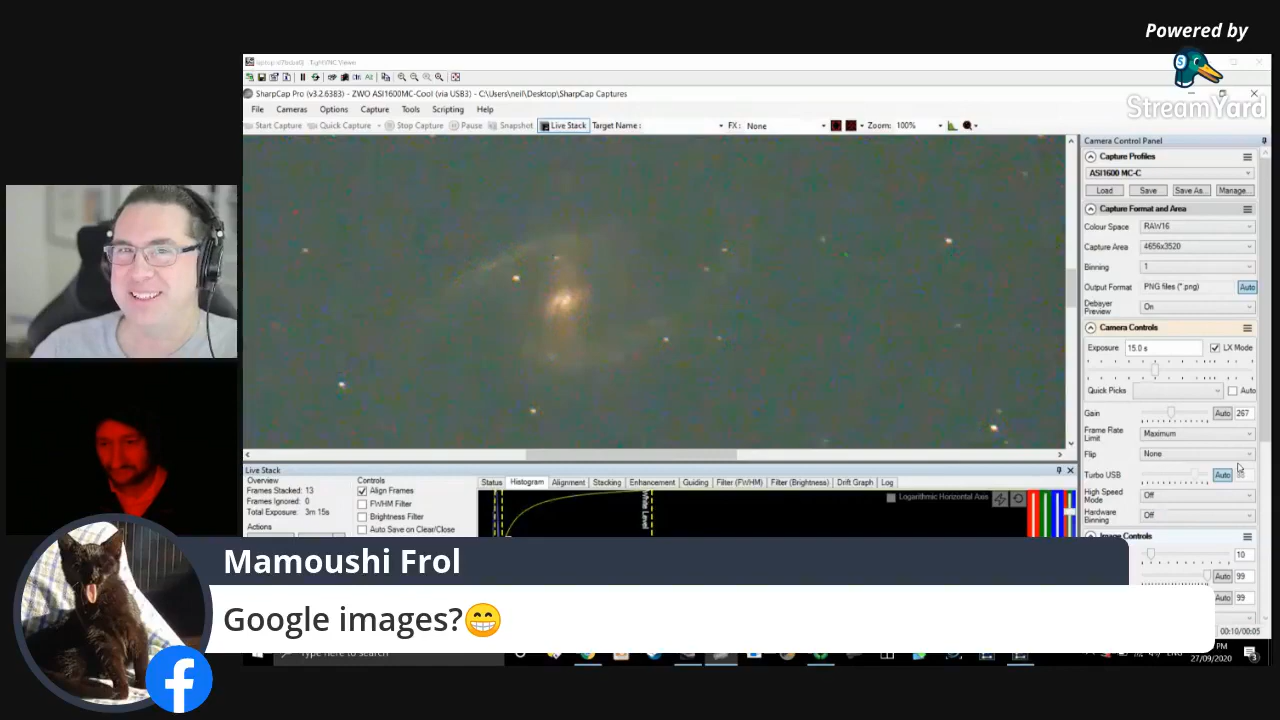 Powered by
StreamYard
TightVNC Viewer
SharpCap Pro (v3.2.6383) - ZWO ASI1600MC-Cool (via USB3) - C:\Users\neil\Desktop\SharpCap Captures
File Cameras Options Capture Tools Scripting Help
Start Capture Quick Capture Stop Capture Pause Snapshot Live Stack Target Name : FX: None Zoom: 100%
Camera Control Panel
Capture Profiles
ASI1600 MC-C
Load Save Save As... Manage...
Capture Format and Area
Colour Space RAW16
Capture Area 4656x3520
Binning 1
Output Format PNG files (*.png) Auto
Debayer Preview On
Camera Controls
Exposure 15.0 s LX Mode
Quick Picks Auto
Gain Auto 267
Frame Rate Limit Maximum
Flip None
Turbo USB Auto
High Speed Mode Off
Hardware Binning Off
Image Controls
10
Auto 99
Auto 99
Live Stack
Overview
Frames Stacked: 13
Frames Ignored: 0
Total Exposure: 3m 15s
Actions
Controls
Align Frames
FWHM Filter
Brightness Filter
Auto Save on Clear/Close
Status Histogram Alignment Stacking Enhancement Guiding Filter (FWHM) Filter (Brightness) Drift Graph Log
White Level
Logarithmic Horizontal Axis
Mamoushi Frol
Google images?😁
00:10/00:05
Type here to search
PM
27/09/2020